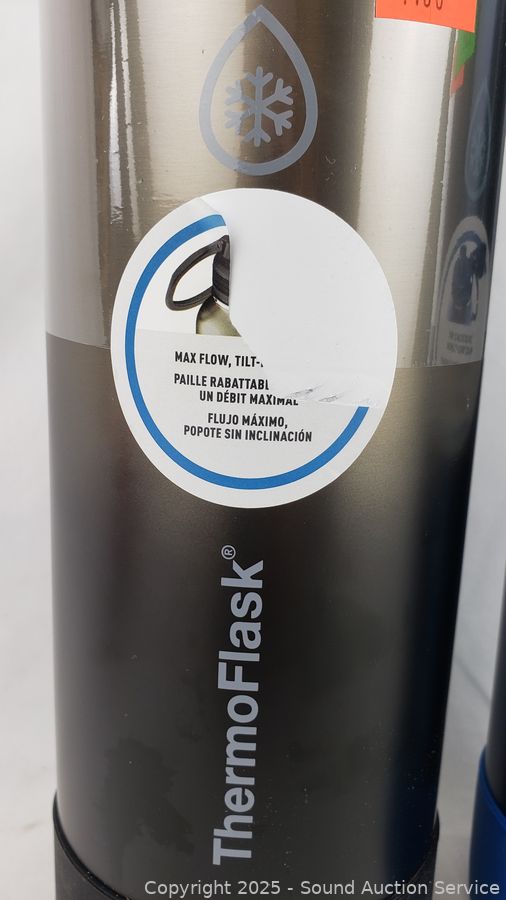 MAX FLOW, TILT-
PAILLE RABATTABL
UN DÉBIT MAXIMAL
FLUJO MÁXIMO,
POPOTE SIN INCLINACIÓN
ThermoFlask®
Copyright 2025 - Sound Auction Service